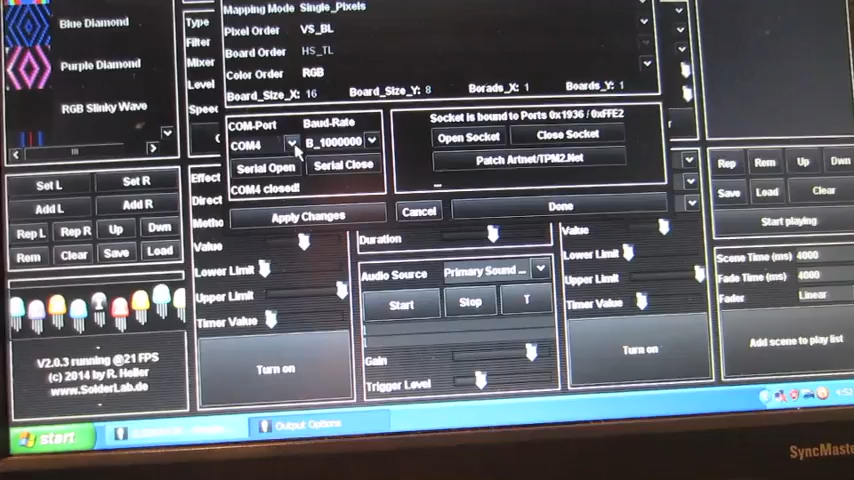 Blue Diamond
Purple Diamond
RGB Slinky Wave
Set L
Set R
Add L
Add R
Rep L
Rep R
Up
Dwn
Rem
Clear
Save
Load
V2.0.3 running @21 FPS
(c) 2014 by R. Heller
www.SolderLab.de
Type
Filter
Mixer
Level
Speed
Mapping Mode Single_Pixels
Pixel Order VS_BL
Board Order HS_TL
Color Order RGB
Board_Size_X: 16
Board_Size_Y: 8
Borads_X: 1
Boards_Y: 1
COM-Port
Baud-Rate
COM4
B_1000000
Serial Open
Serial Close
COM4 closed!
Socket is bound to Ports 0x1936 / 0xFFE2
Open Socket
Close Socket
Patch Artnet/TPM2.Net
---
Apply Changes
Cancel
Done
Effect
Direct
Metho
Value
Lower Limit
Upper Limit
Timer Value
Turn on
Duration
Audio Source
Primary Sound ...
Start
Stop
T
Gain
Trigger Level
Value
Lower Limit
Upper Limit
Timer Value
Turn on
Rep
Rem
Up
Dwn
Save
Load
Clear
Start playing
Scene Time (ms) 4000
Fade Time (ms) 4000
Fader Linear
Add scene to play list
start
Output Options
4:52
SyncMaste